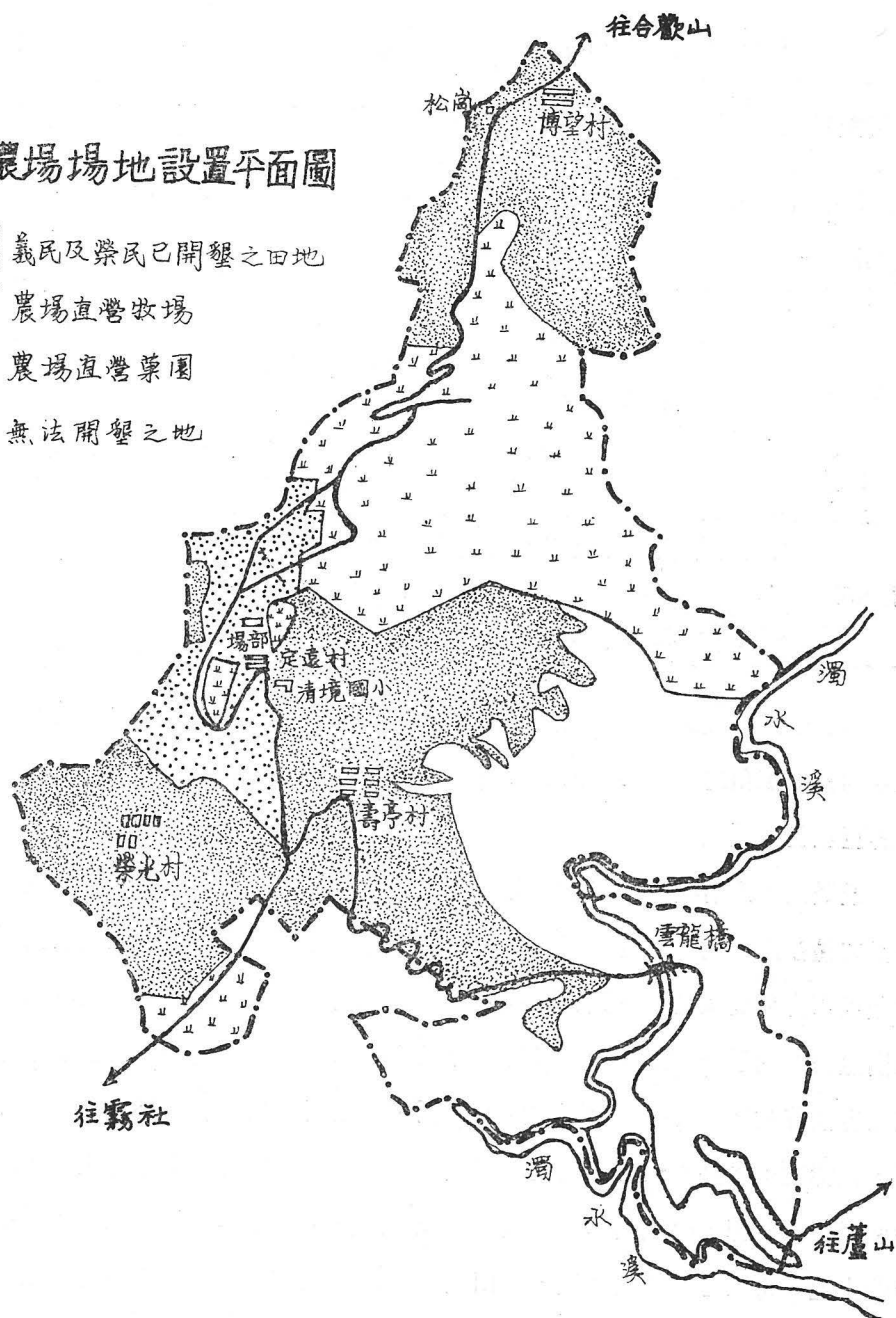 往合歡山
松崗
博望村
農場場地設置平面圖
義民及榮民已開墾之田地
農場直營牧場
農場直營菓園
無法開墾之地
場部
定遠村
清境國小
濁
水
溪
壽亭村
榮光村
雲龍橋
往霧社
濁
水
溪
往蘆山